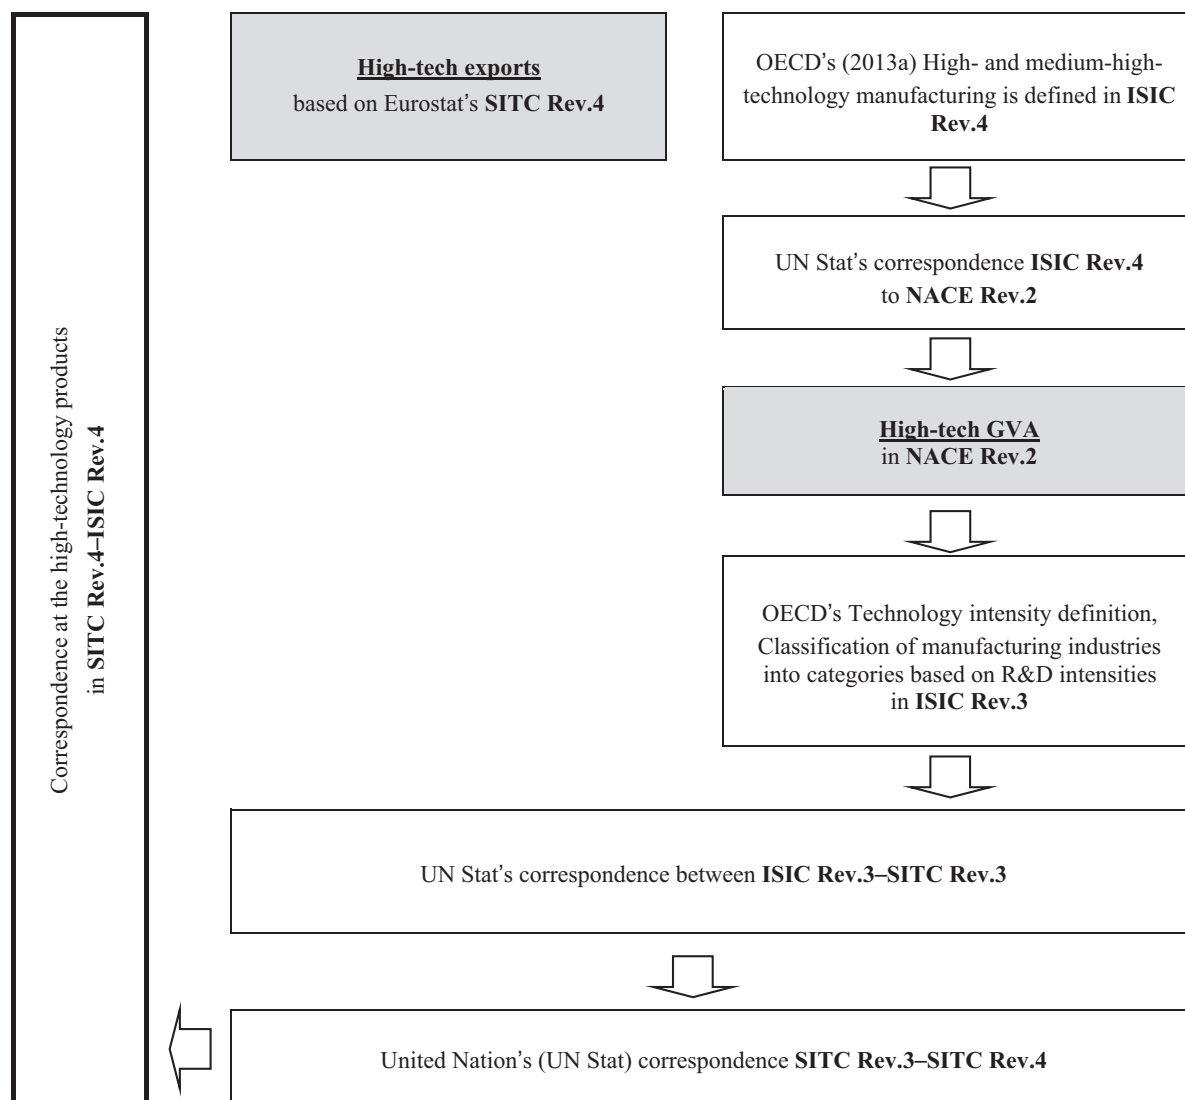 High-tech exports
based on Eurostat's SITC Rev.4
OECD's (2013a) High- and medium-high-
technology manufacturing is defined in ISIC
Rev.4
UN Stat's correspondence ISIC Rev.4
to NACE Rev.2
High-tech GVA
in NACE Rev.2
OECD's Technology intensity definition,
Classification of manufacturing industries
into categories based on R&D intensities
in ISIC Rev.3
UN Stat's correspondence between ISIC Rev.3–SITC Rev.3
United Nation's (UN Stat) correspondence SITC Rev.3–SITC Rev.4
Correspondence at the high-technology products
in SITC Rev.4–ISIC Rev.4